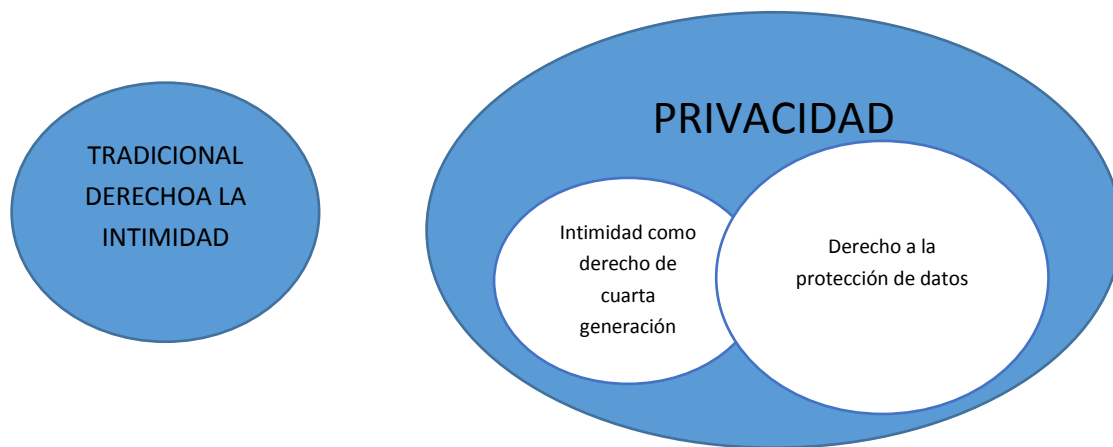 TRADICIONAL
DERECHOA LA
INTIMIDAD
PRIVACIDAD
Intimidad como
derecho de
cuarta
generación
Derecho a la
protección de datos